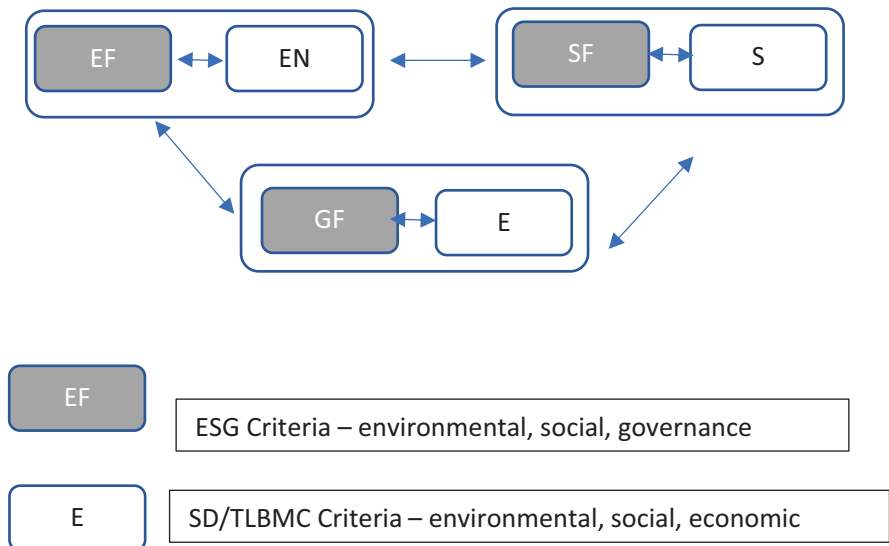 EF
EN
SF
S
GF
E
EF
ESG Criteria – environmental, social, governance
E
SD/TLBMC Criteria – environmental, social, economic